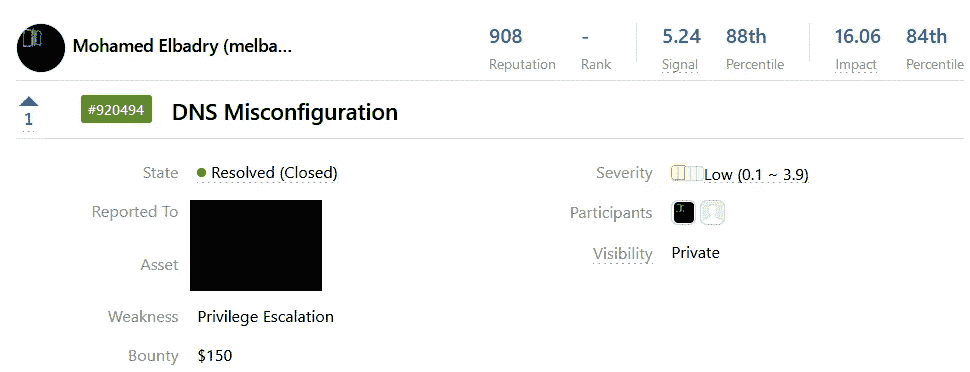 Mohamed Elbadry (melba...
908 - 5.24 88th 16.06 84th
Reputation Rank Signal Percentile Impact Percentile
1 #920494 DNS Misconfiguration
State Resolved (Closed) Severity Low (0.1 ~ 3.9)
Reported To Participants
Asset Visibility Private
Weakness Privilege Escalation
Bounty $150